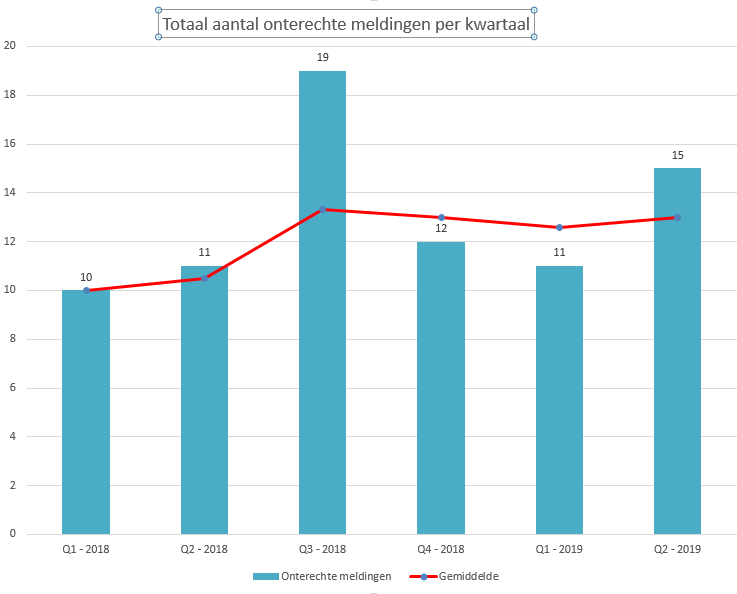 Totaal aantal onterechte meldingen per kwartaal
20
18
16
14
12
10
8
6
4
2
0
10
11
19
12
11
15
Q1 - 2018
Q2 - 2018
Q3 - 2018
Q4 - 2018
Q1 - 2019
Q2 - 2019
Onterechte meldingen
Gemiddelde